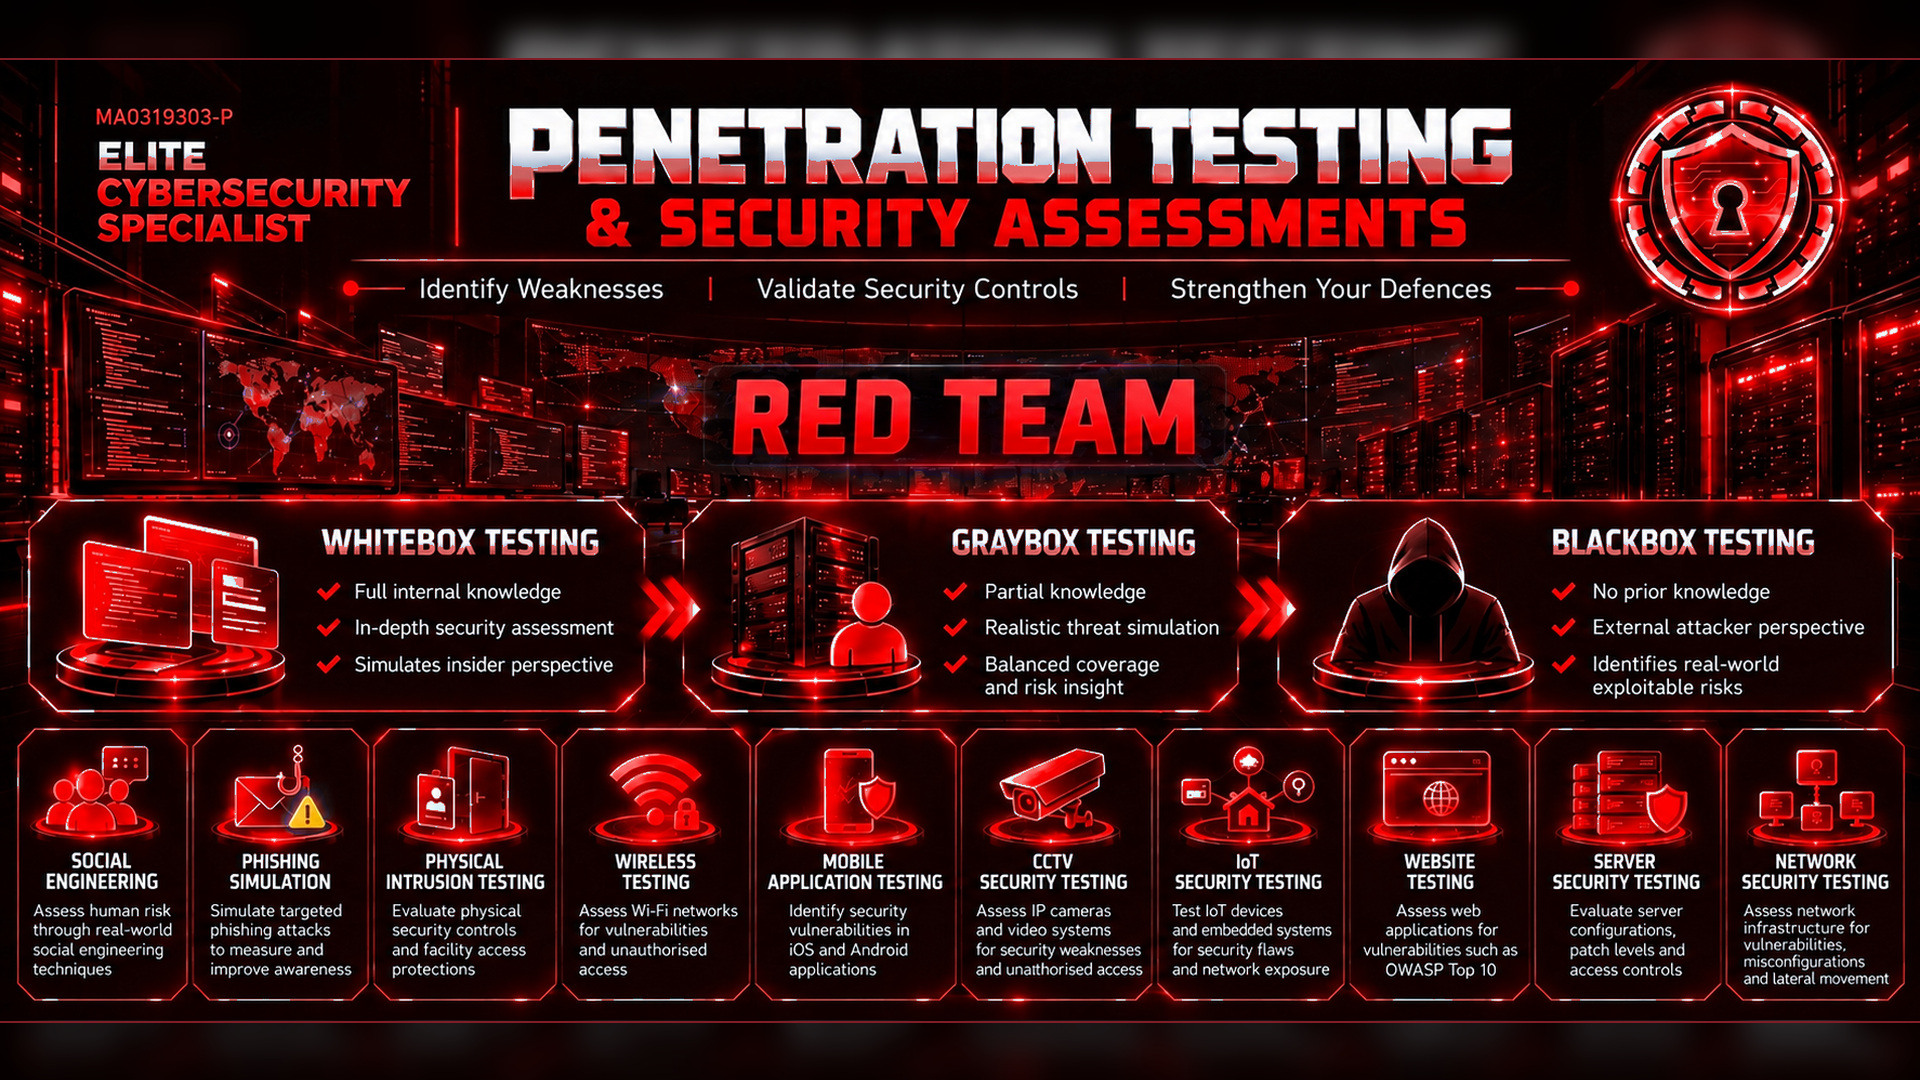 MA0319303-P
ELITE
CYBERSECURITY
SPECIALIST
PENETRATION TESTING
& SECURITY ASSESSMENTS
Identify Weaknesses | Validate Security Controls | Strengthen Your Defences
RED TEAM
WHITEBOX TESTING
Full internal knowledge
In-depth security assessment
Simulates insider perspective
GRAYBOX TESTING
Partial knowledge
Realistic threat simulation
Balanced coverage
and risk insight
BLACKBOX TESTING
No prior knowledge
External attacker perspective
Identifies real-world
exploitable risks
SOCIAL
ENGINEERING
Assess human risk
through real-world
social engineering
techniques
PHISHING
SIMULATION
Simulate targeted
phishing attacks
to measure and
improve awareness
PHYSICAL
INTRUSION TESTING
Evaluate physical
security controls
and facility access
protections
WIRELESS
TESTING
Assess Wi-Fi networks
for vulnerabilities
and unauthorised
access
MOBILE
APPLICATION TESTING
Identify security
vulnerabilities in
iOS and Android
applications
CCTV
SECURITY TESTING
Assess IP cameras
and video systems
for security weaknesses
and unatthorised access
IoT
SECURITY TESTING
Test IoT devices
and embedded systems
for security flaws
and network exposure
WEBSITE
TESTING
Assess web
applications for
vulnerabilities such as
OWASP Top 10
SERVER
SECURITY TESTING
Evaluate server
configurations,
patch levels and
access controls
NETWORK
SECURITY TESTING
Assess network
infrastructure for
vulnerabilities,
misconfigurations
and lateral movement